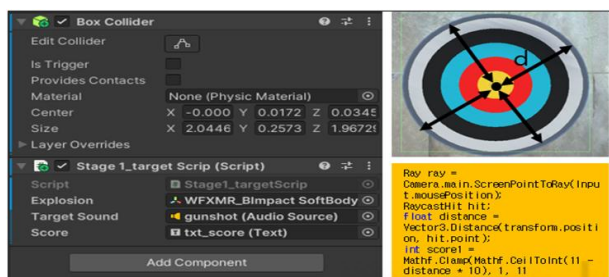 Box Collider
Edit Collider
Is Trigger
Provides Contacts
Material None (Physic Material)
Center X -0.000 Y 0.0172 Z 0.0345
Size X 2.0446 Y 0.2573 Z 1.96729
Layer Overrides
Stage 1_target Scrip (Script)
Script Stage1_targetScrip
Explosion WFXMR_BImpact SoftBody
Target Sound gunshot (Audio Source)
Score txt_score (Text)
Add Component
d
Ray ray =
Camera.main.ScreenPointToRay(Inpu
t.mousePosition);
RaycastHit hit;
float distance =
Vector3.Distance(transform.positi
on, hit.point);
int score1 =
Mathf.Clamp(Mathf.CeilToInt(11 -
distance * 10), 1, 11